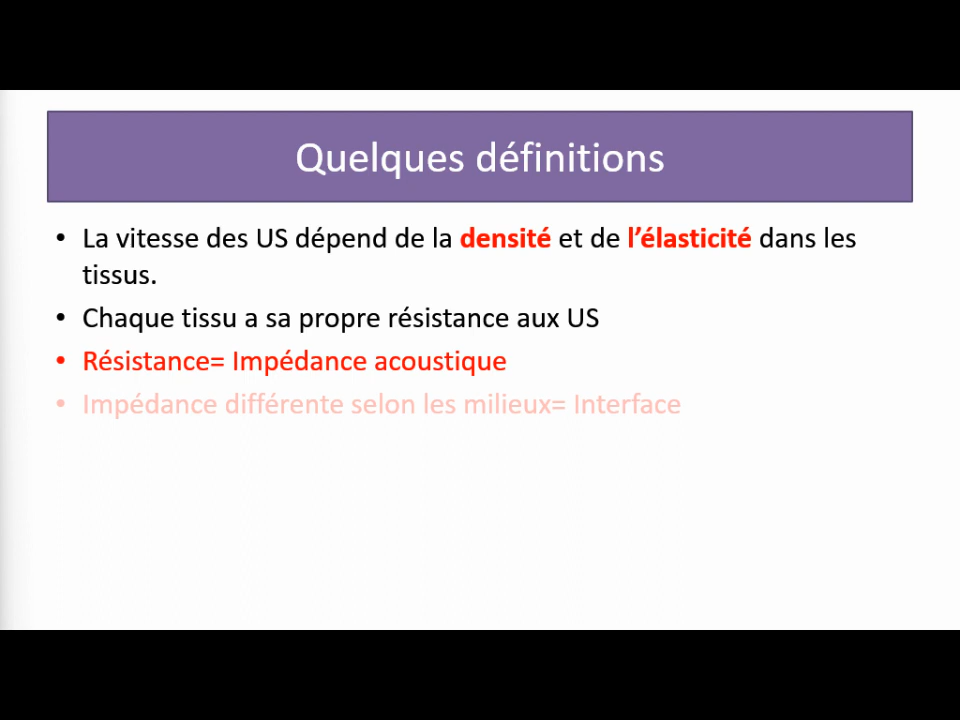 Quelques définitions
• La vitesse des US dépend de la densité et de l’élasticité dans les
tissus.
• Chaque tissu a sa propre résistance aux US
• Résistance= Impédance acoustique
• Impédance différente selon les milieux= Interface